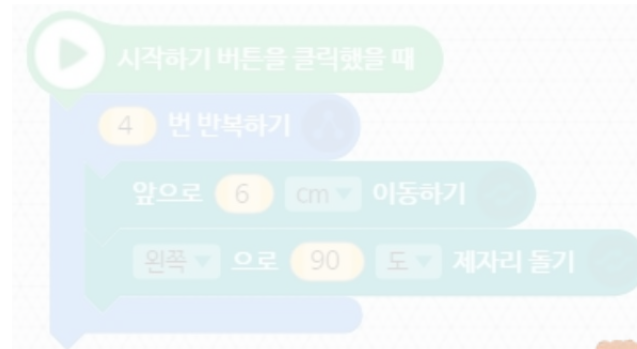 시작하기 버튼을 클릭했을 때
4 번 반복하기
앞으로 6 cm 이동하기
왼쪽 으로 90 도 제자리 돌기